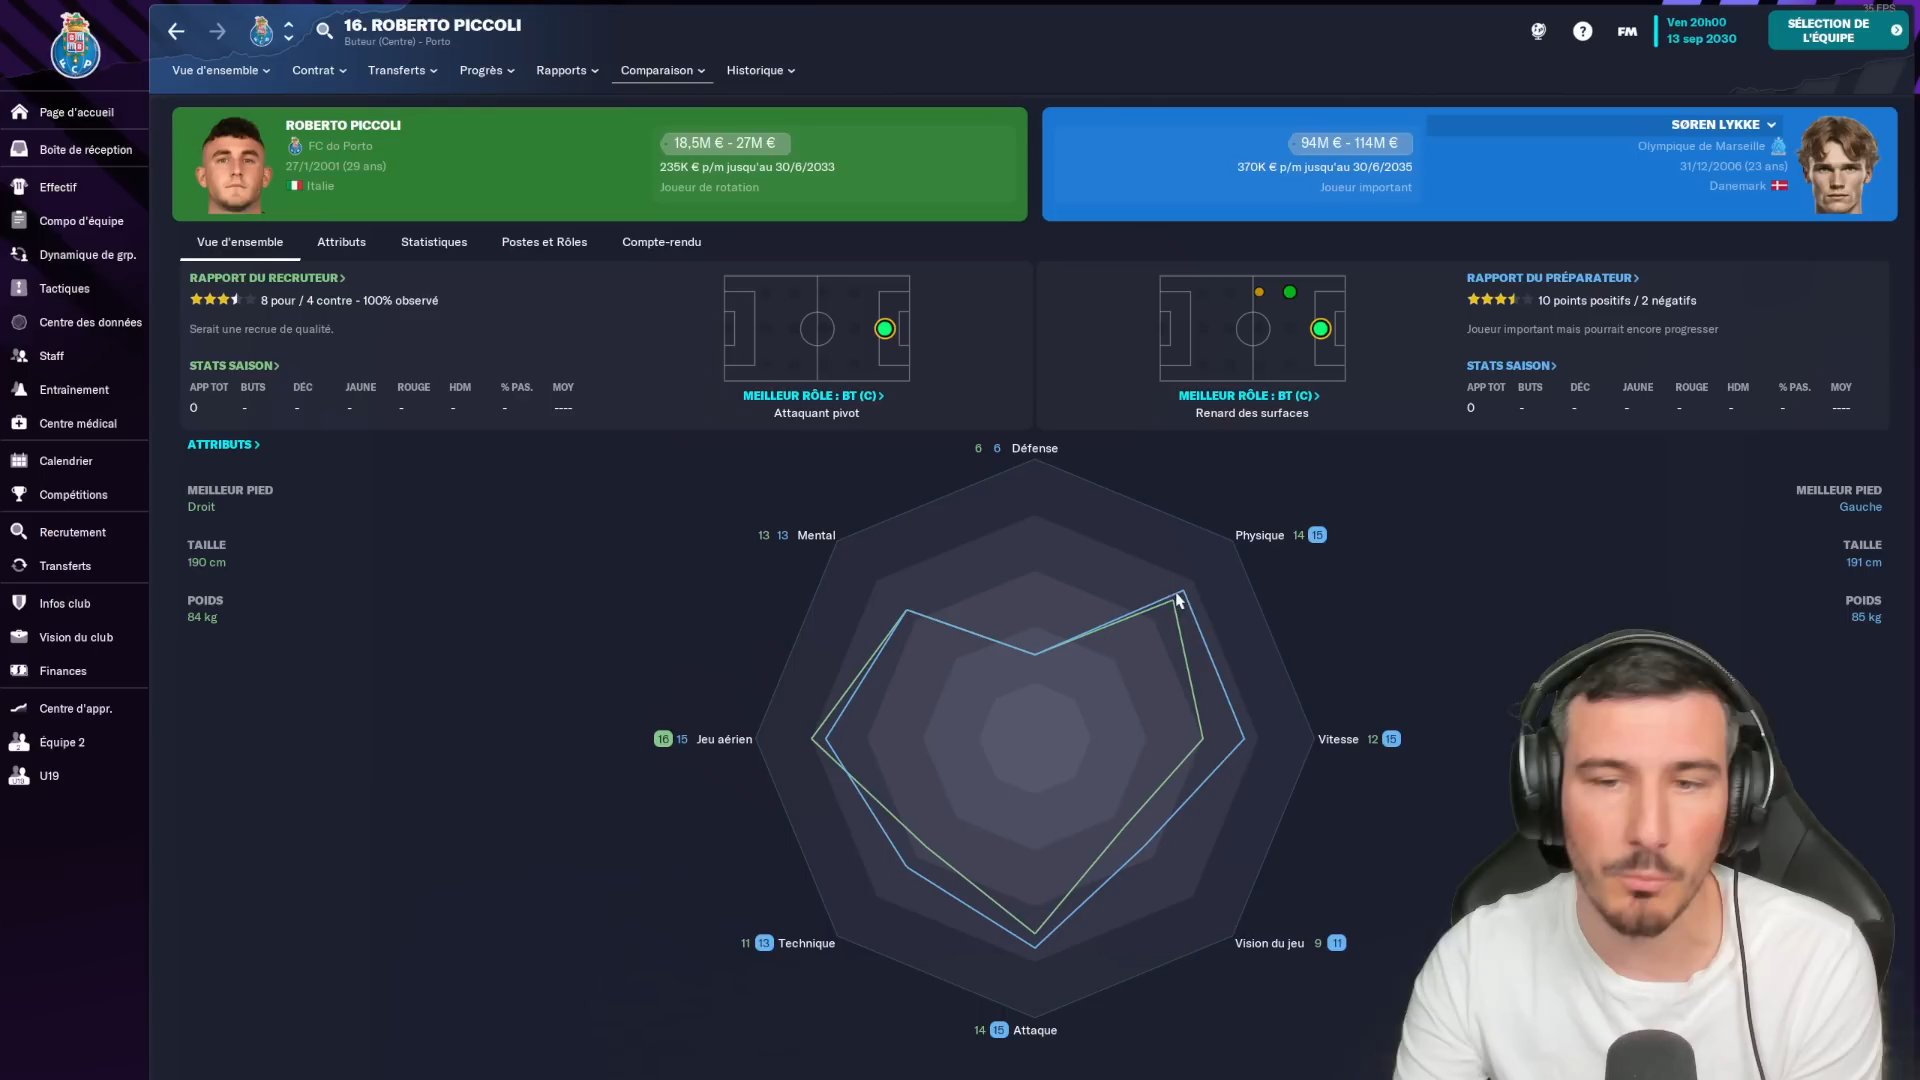 35 FPS
16. ROBERTO PICCOLI
Buteur (Centre) - Porto
FM
Ven 20h00
13 sep 2030
SÉLECTION DE
L'ÉQUIPE
Vue d'ensemble
Contrat
Transferts
Progrès
Rapports
Comparaison
Historique
Page d'accueil
Boîte de réception
Effectif
Compo d'équipe
Dynamique de grp.
Tactiques
Centre des données
Staff
Entraînement
Centre médical
Calendrier
Compétitions
Recrutement
Transferts
Infos club
Vision du club
Finances
Centre d'appr.
Équipe 2
U19
ROBERTO PICCOLI
FC do Porto
27/1/2001 (29 ans)
Italie
18,5M € - 27M €
235K € p/m jusqu'au 30/6/2033
Joueur de rotation
94M € - 114M €
370K € p/m jusqu'au 30/6/2035
Joueur important
SØREN LYKKE
Olympique de Marseille
31/12/2006 (23 ans)
Danemark
Vue d'ensemble
Attributs
Statistiques
Postes et Rôles
Compte-rendu
RAPPORT DU RECRUTEUR
8 pour / 4 contre - 100% observé
Serait une recrue de qualité.
STATS SAISON
APP TOT BUTS DÉC JAUNE ROUGE HDM % PAS. MOY
0 - - - - - - ----
MEILLEUR RÔLE : BT (C)
Attaquant pivot
MEILLEUR RÔLE : BT (C)
Renard des surfaces
RAPPORT DU PRÉPARATEUR
10 points positifs / 2 négatifs
Joueur important mais pourrait encore progresser
STATS SAISON
APP TOT BUTS DÉC JAUNE ROUGE HDM % PAS. MOY
0 - - - - - - ----
ATTRIBUTS
MEILLEUR PIED
Droit
TAILLE
190 cm
POIDS
84 kg
6 6 Défense
13 13 Mental
Physique 14 15
16 15 Jeu aérien
Vitesse 12 15
11 13 Technique
Vision du jeu 9 11
14 15 Attaque
MEILLEUR PIED
Gauche
TAILLE
191 cm
POIDS
85 kg